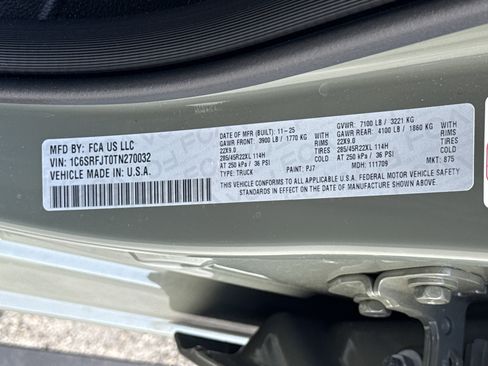 MFD BY: FCA US LLC
VIN: 1C6SRFJT0TN270032
VEHICLE MADE IN: U.S.A.
DATE OF MFR (BUILT): 11-25
GAWR FRONT: 3900 LB / 1770 KG
22X9.0 RIMS
285/45R22XL 114H TIRES
AT 250 kPa / 36 PSI
TYPE: TRUCK PAINT: PJ7
GVWR: 7100 LB / 3221 KG
GAWR REAR: 4100 LB / 1860 KG
22X9.0 RIMS
285/45R22XL 114H TIRES
AT 250 kPa / 36 PSI
MDH: 111709 MKT: 875
THIS VEHICLE CONFORMS TO ALL APPLICABLE U.S.A. FEDERAL MOTOR VEHICLE SAFETY STANDARDS IN EFFECT ON THE DATE OF MANUFACTURE SHOWN ABOVE.